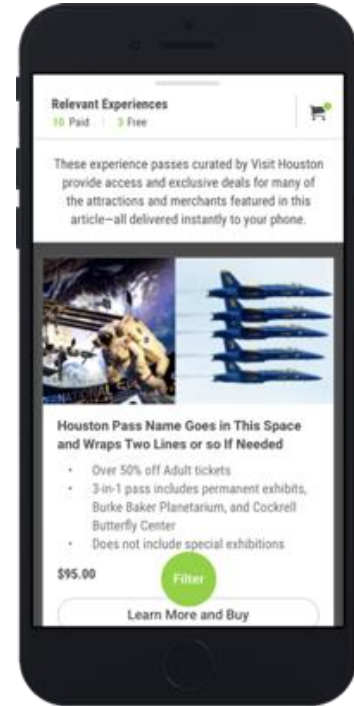 Relevant Experiences
10 Paid | 3 Free
These experience passes curated by Visit Houston
provide access and exclusive deals for many of
the attractions and merchants featured in this
article—all delivered instantly to your phone.
NATIONAL
Houston Pass Name Goes in This Space
and Wraps Two Lines or so If Needed
• Over 50% off Adult tickets
• 3-in-1 pass includes permanent exhibits,
Burke Baker Planetarium, and Cockrell
Butterfly Center
• Does not include special exhibitions
$95.00
Filter
Learn More and Buy